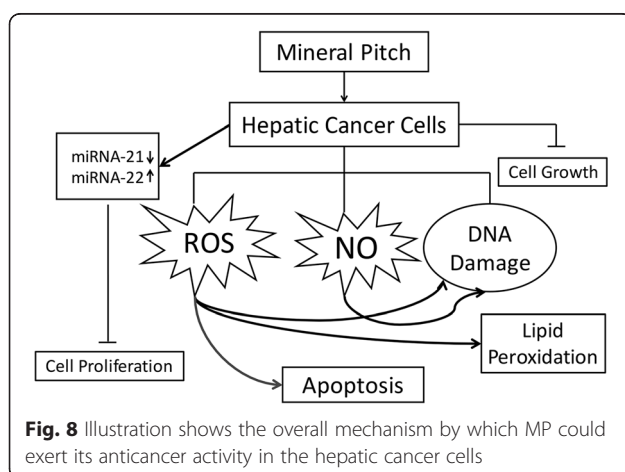 Mineral Pitch
Hepatic Cancer Cells
miRNA-21↓
miRNA-22↑
Cell Growth
ROS
NO
DNA
Damage
Lipid
Peroxidation
Cell Proliferation
Apoptosis
Fig. 8 Illustration shows the overall mechanism by which MP could
exert its anticancer activity in the hepatic cancer cells